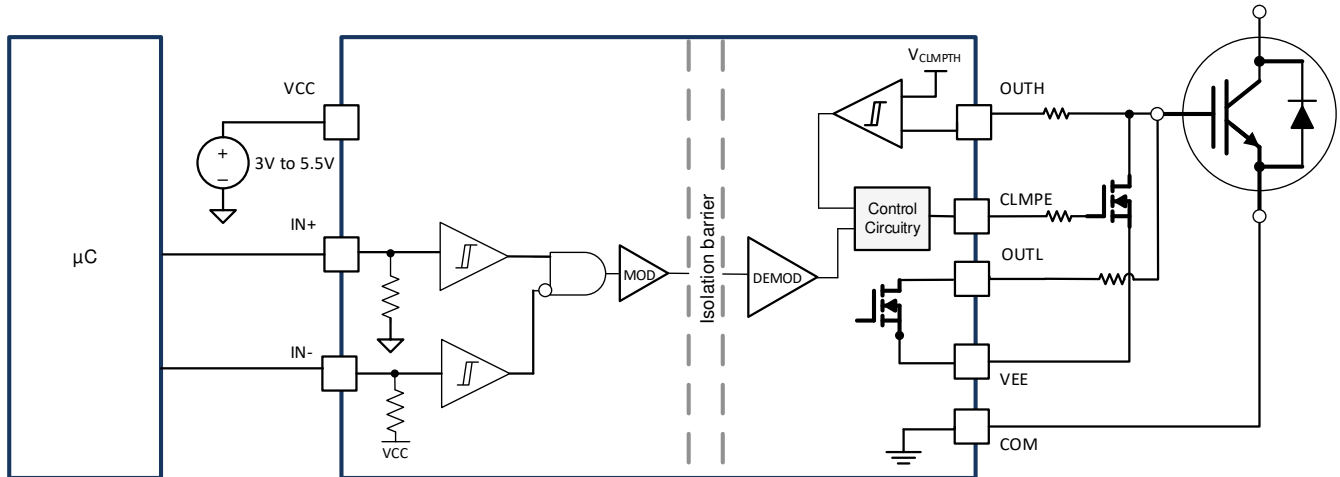 µC
VCC
+
−
3V to 5.5V
IN+
IN-
VCC
MOD
Isolation barrier
DEMOD
VCLMPTH
Control
Circuitry
OUTH
CLMPE
OUTL
VEE
COM